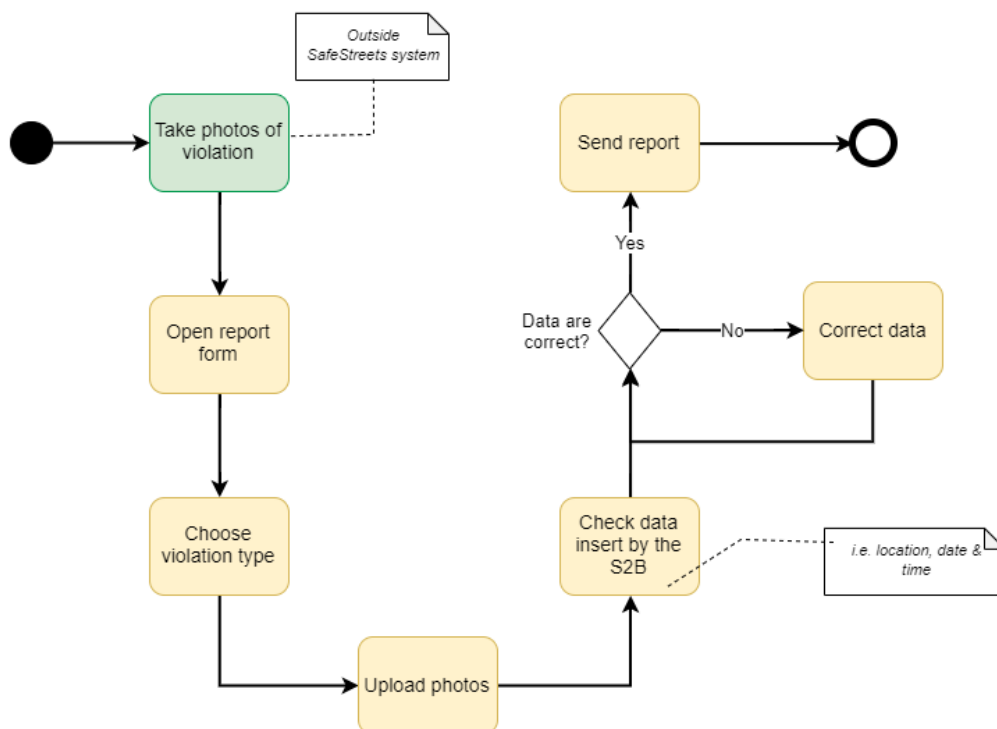 Outside
SafeStreets system
Take photos of
violation
Open report
form
Choose
violation type
Upload photos
Check data
insert by the
S2B
i.e. location, date &
time
Data are
correct?
No
Correct data
Yes
Send report